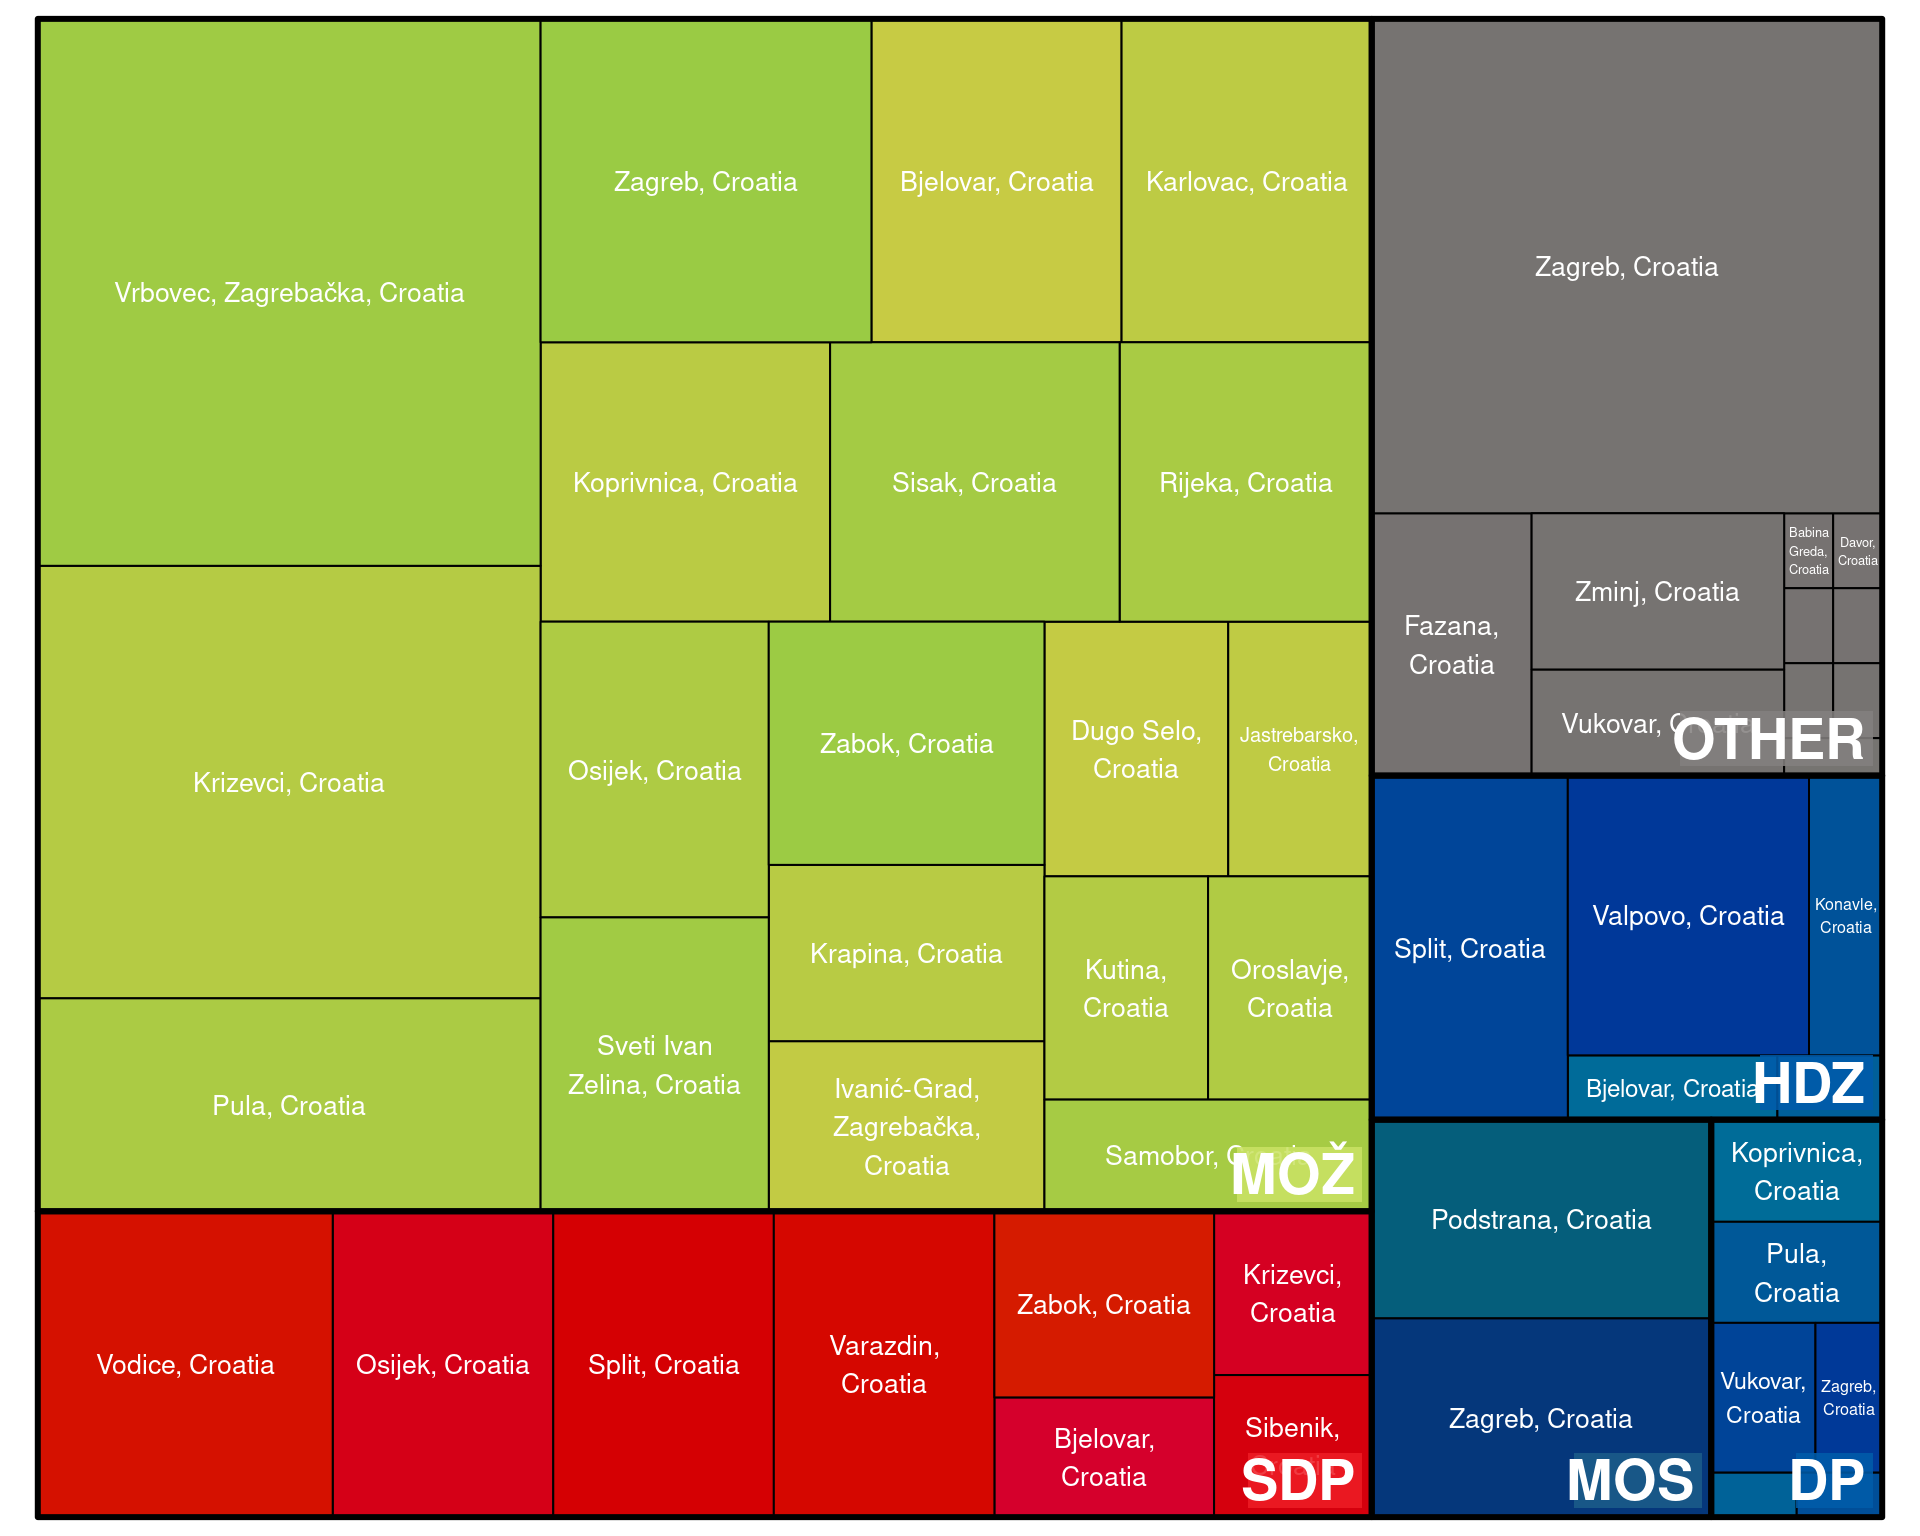 Vrbovec, Zagrebačka, Croatia
Zagreb, Croatia
Bjelovar, Croatia
Karlovac, Croatia
Koprivnica, Croatia
Sisak, Croatia
Rijeka, Croatia
Krizevci, Croatia
Pula, Croatia
Osijek, Croatia
Sveti Ivan
Zelina, Croatia
Zabok, Croatia
Krapina, Croatia
Ivanić-Grad,
Zagrebačka,
Croatia
Dugo Selo,
Croatia
Jastrebarsko,
Croatia
Kutina,
Croatia
Oroslavje,
Croatia
Samobor, Croatia
MOŽ
Vodice, Croatia
Osijek, Croatia
Split, Croatia
Varazdin,
Croatia
Zabok, Croatia
Bjelovar,
Croatia
Krizevci,
Croatia
Sibenik,
Croatia
SDP
Zagreb, Croatia
Fazana,
Croatia
Zminj, Croatia
Vukovar, Croatia
Babina
Greda,
Croatia
Davor,
Croatia
OTHER
Split, Croatia
Valpovo, Croatia
Konavle,
Croatia
Bjelovar, Croatia
HDZ
Podstrana, Croatia
Zagreb, Croatia
MOS
Koprivnica,
Croatia
Pula,
Croatia
Vukovar,
Croatia
Zagreb,
Croatia
DP